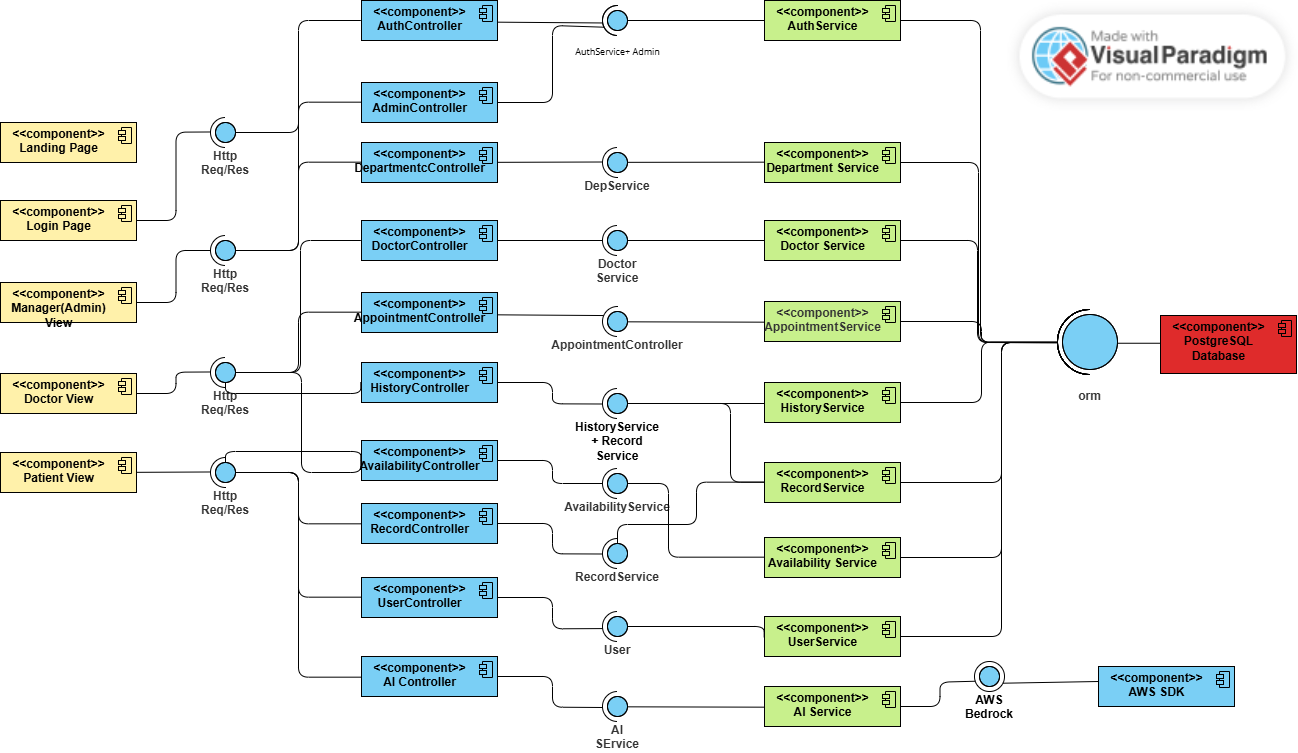 <<component>>
AuthController
AuthService+ Admin
<<component>>
AuthService
Made with
VisualParadigm
For non-commercial use
<<component>>
AdminController
<<component>>
Landing Page
Http
Req/Res
<<component>>
DepartmentcController
DepService
<<component>>
Department Service
<<component>>
Login Page
<<component>>
DoctorController
Doctor
Service
<<component>>
Doctor Service
Http
Req/Res
<<component>>
Manager(Admin)
View
<<component>>
AppointmentController
AppointmentController
<<component>>
AppointmentService
<<component>>
PostgreSQL
Database
orm
<<component>>
Doctor View
Http
Req/Res
<<component>>
HistoryController
HistoryService
+ Record
Service
<<component>>
HistoryService
<<component>>
Patient View
Http
Req/Res
<<component>>
AvailabilityController
AvailabilityService
<<component>>
RecordService
<<component>>
RecordController
RecordService
<<component>>
Availability Service
<<component>>
UserController
User
<<component>>
UserService
<<component>>
AI Controller
AI
SErvice
<<component>>
AI Service
AWS
Bedrock
<<component>>
AWS SDK